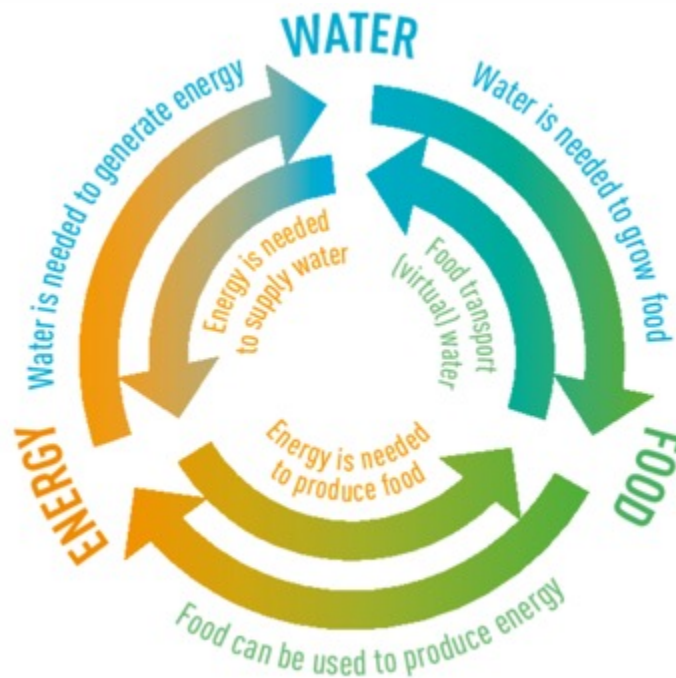 WATER
Water is needed to generate energy
Water is needed to grow food
Energy is needed
to supply water
Food transport
(virtual) water
ENERGY
FOOD
Energy is needed
to produce food
Food can be used to produce energy